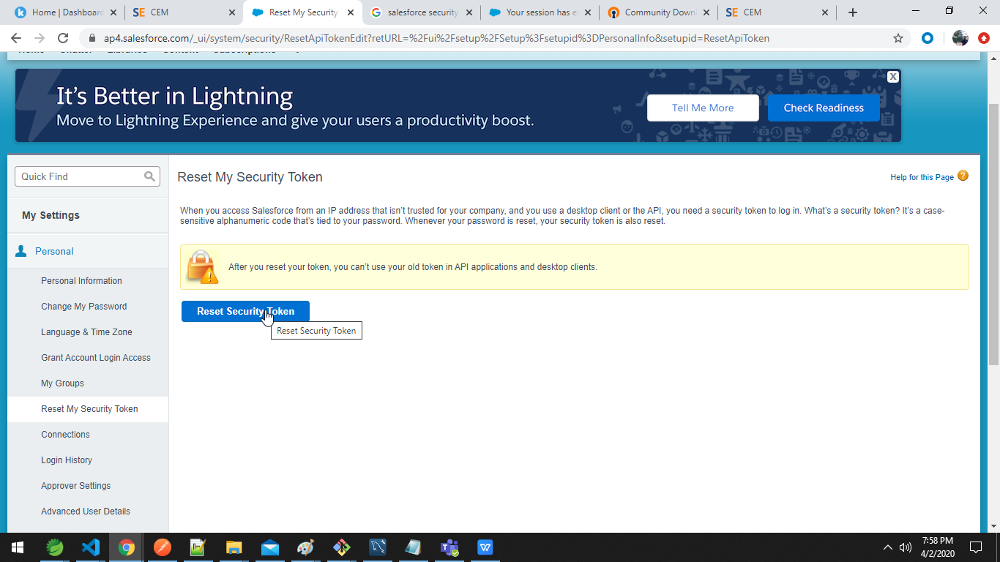 Home | Dashboard
SE CEM
Reset My Security
salesforce security
Your session has e
Community Down
SE CEM
ap4.salesforce.com/_ui/system/security/ResetApiTokenEdit?retURL=%2Fui%2Fsetup%2FSetup%3Fsetupid%3DPersonalInfo&setupid=ResetApiToken
It's Better in Lightning
Move to Lightning Experience and give your users a productivity boost.
Tell Me More
Check Readiness
X
Quick Find
My Settings
Personal
Personal Information
Change My Password
Language & Time Zone
Grant Account Login Access
My Groups
Reset My Security Token
Connections
Login History
Approver Settings
Advanced User Details
Reset My Security Token
Help for this Page ?
When you access Salesforce from an IP address that isn't trusted for your company, and you use a desktop client or the API, you need a security token to log in. What's a security token? It's a case-
sensitive alphanumeric code that's tied to your password. Whenever your password is reset, your security token is also reset.
After you reset your token, you can't use your old token in API applications and desktop clients.
Reset Security Token
Reset Security Token
7:58 PM
4/2/2020